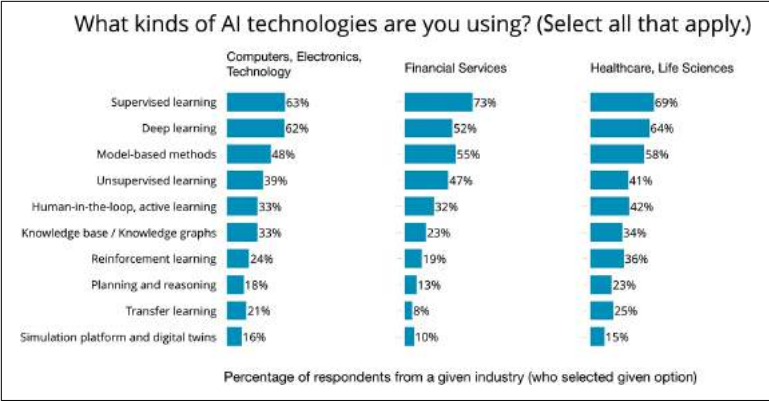 What kinds of AI technologies are you using? (Select all that apply.)
Computers, Electronics,
Technology
Financial Services
Healthcare, Life Sciences
Supervised learning 63% 73% 69%
Deep learning 62% 52% 64%
Model-based methods 48% 55% 58%
Unsupervised learning 39% 47% 41%
Human-in-the-loop, active learning 33% 32% 42%
Knowledge base / Knowledge graphs 33% 23% 34%
Reinforcement learning 24% 19% 36%
Planning and reasoning 18% 13% 23%
Transfer learning 21% 8% 25%
Simulation platform and digital twins 16% 10% 15%
Percentage of respondents from a given industry (who selected given option)